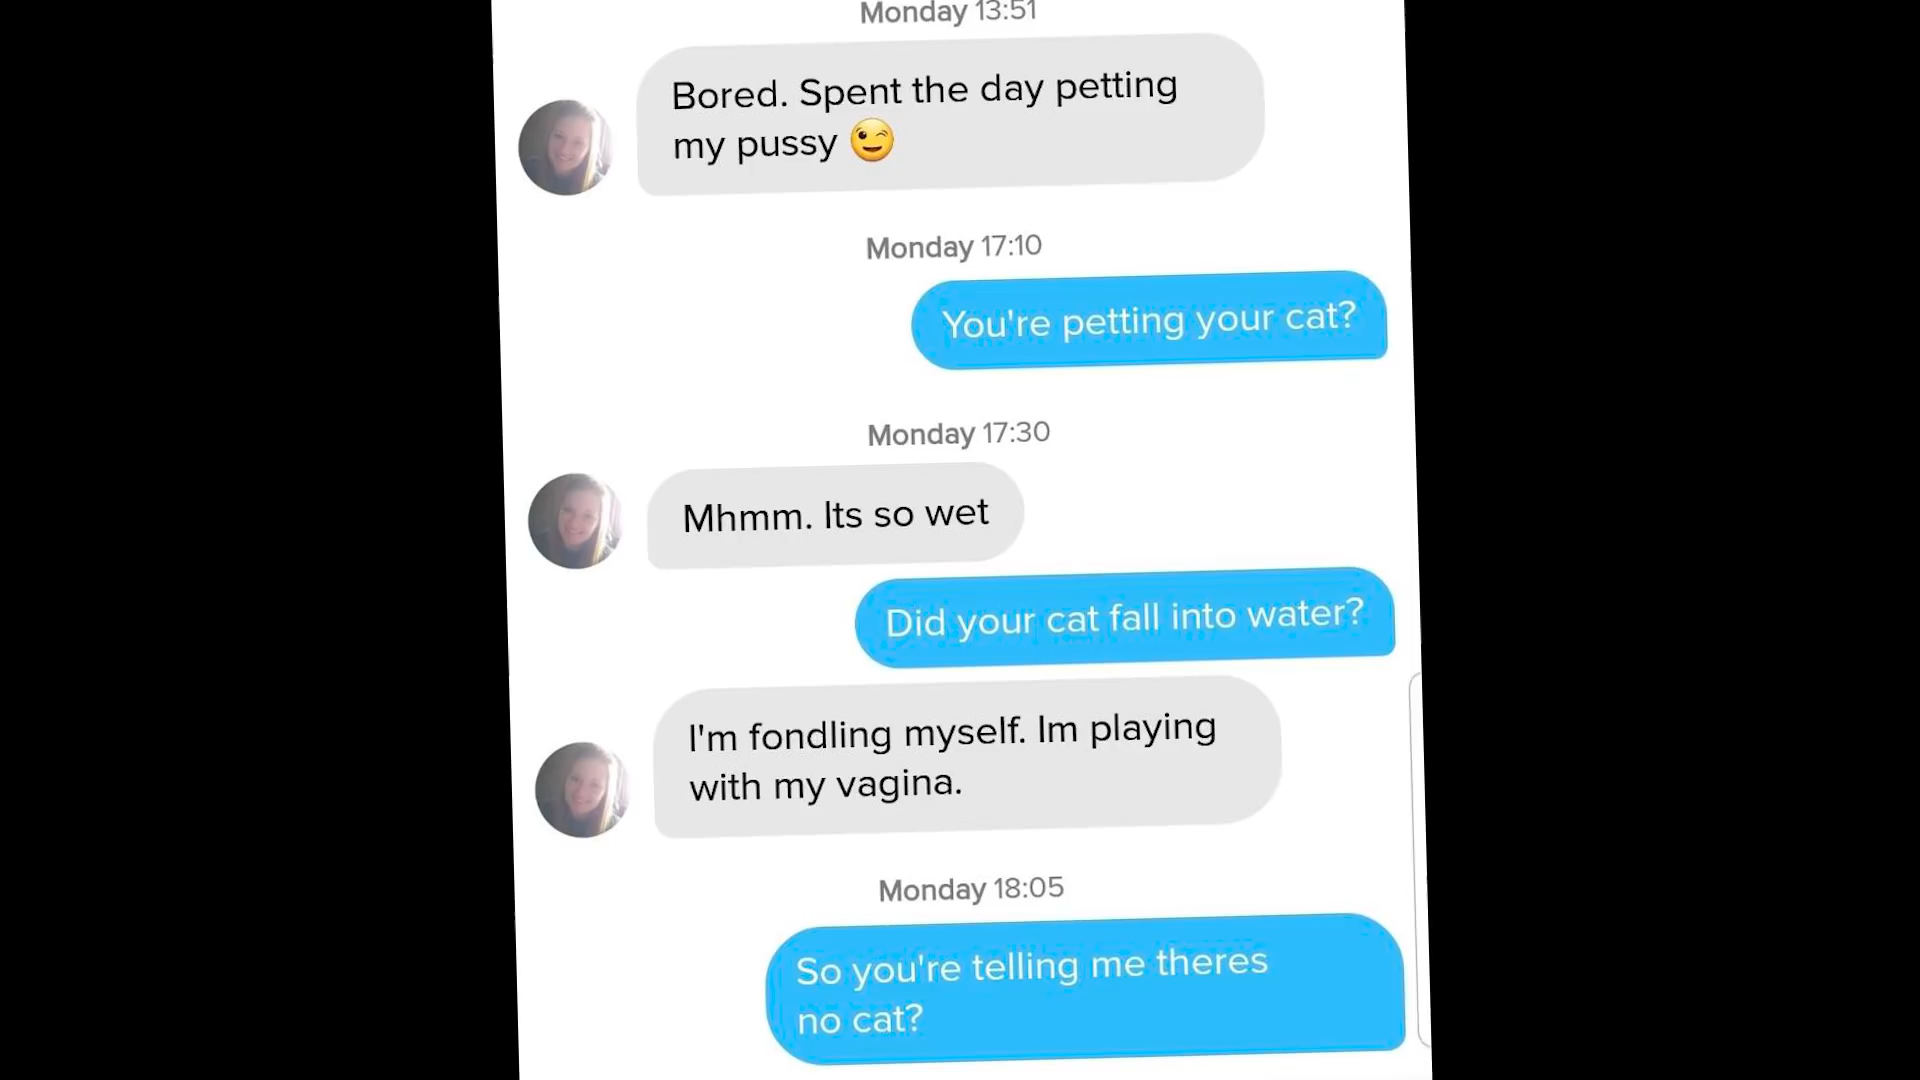 Monday 13:51
Bored. Spent the day petting
my pussy 😉
Monday 17:10
You're petting your cat?
Monday 17:30
Mhmm. Its so wet
Did your cat fall into water?
I'm fondling myself. Im playing
with my vagina.
Monday 18:05
So you're telling me theres
no cat?